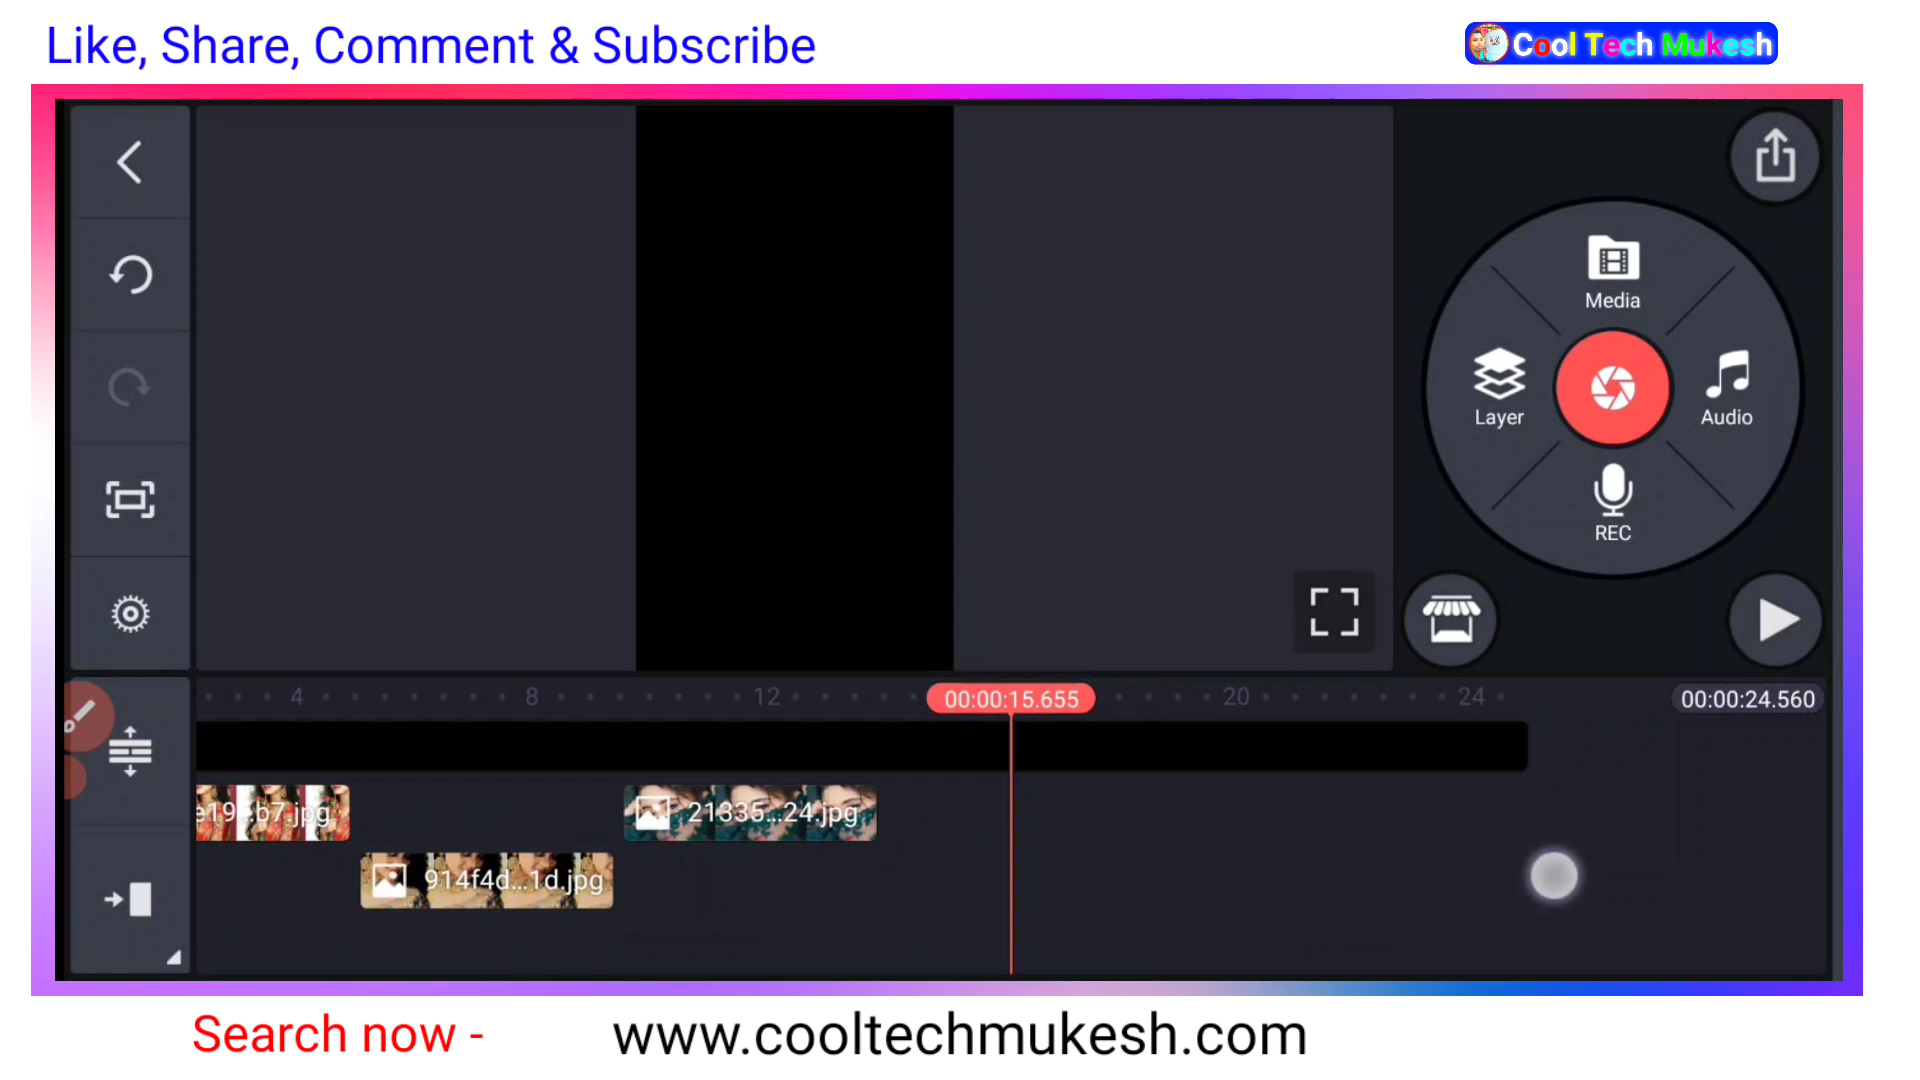 Like, Share, Comment & Subscribe
Cool Tech Mukesh
Media
Layer
Audio
REC
4
8
12
00:00:15.655
20
24
00:00:24.560
e19...b7.jpg
21335...24.jpg
914f4d...1d.jpg
Search now -
www.cooltechmukesh.com